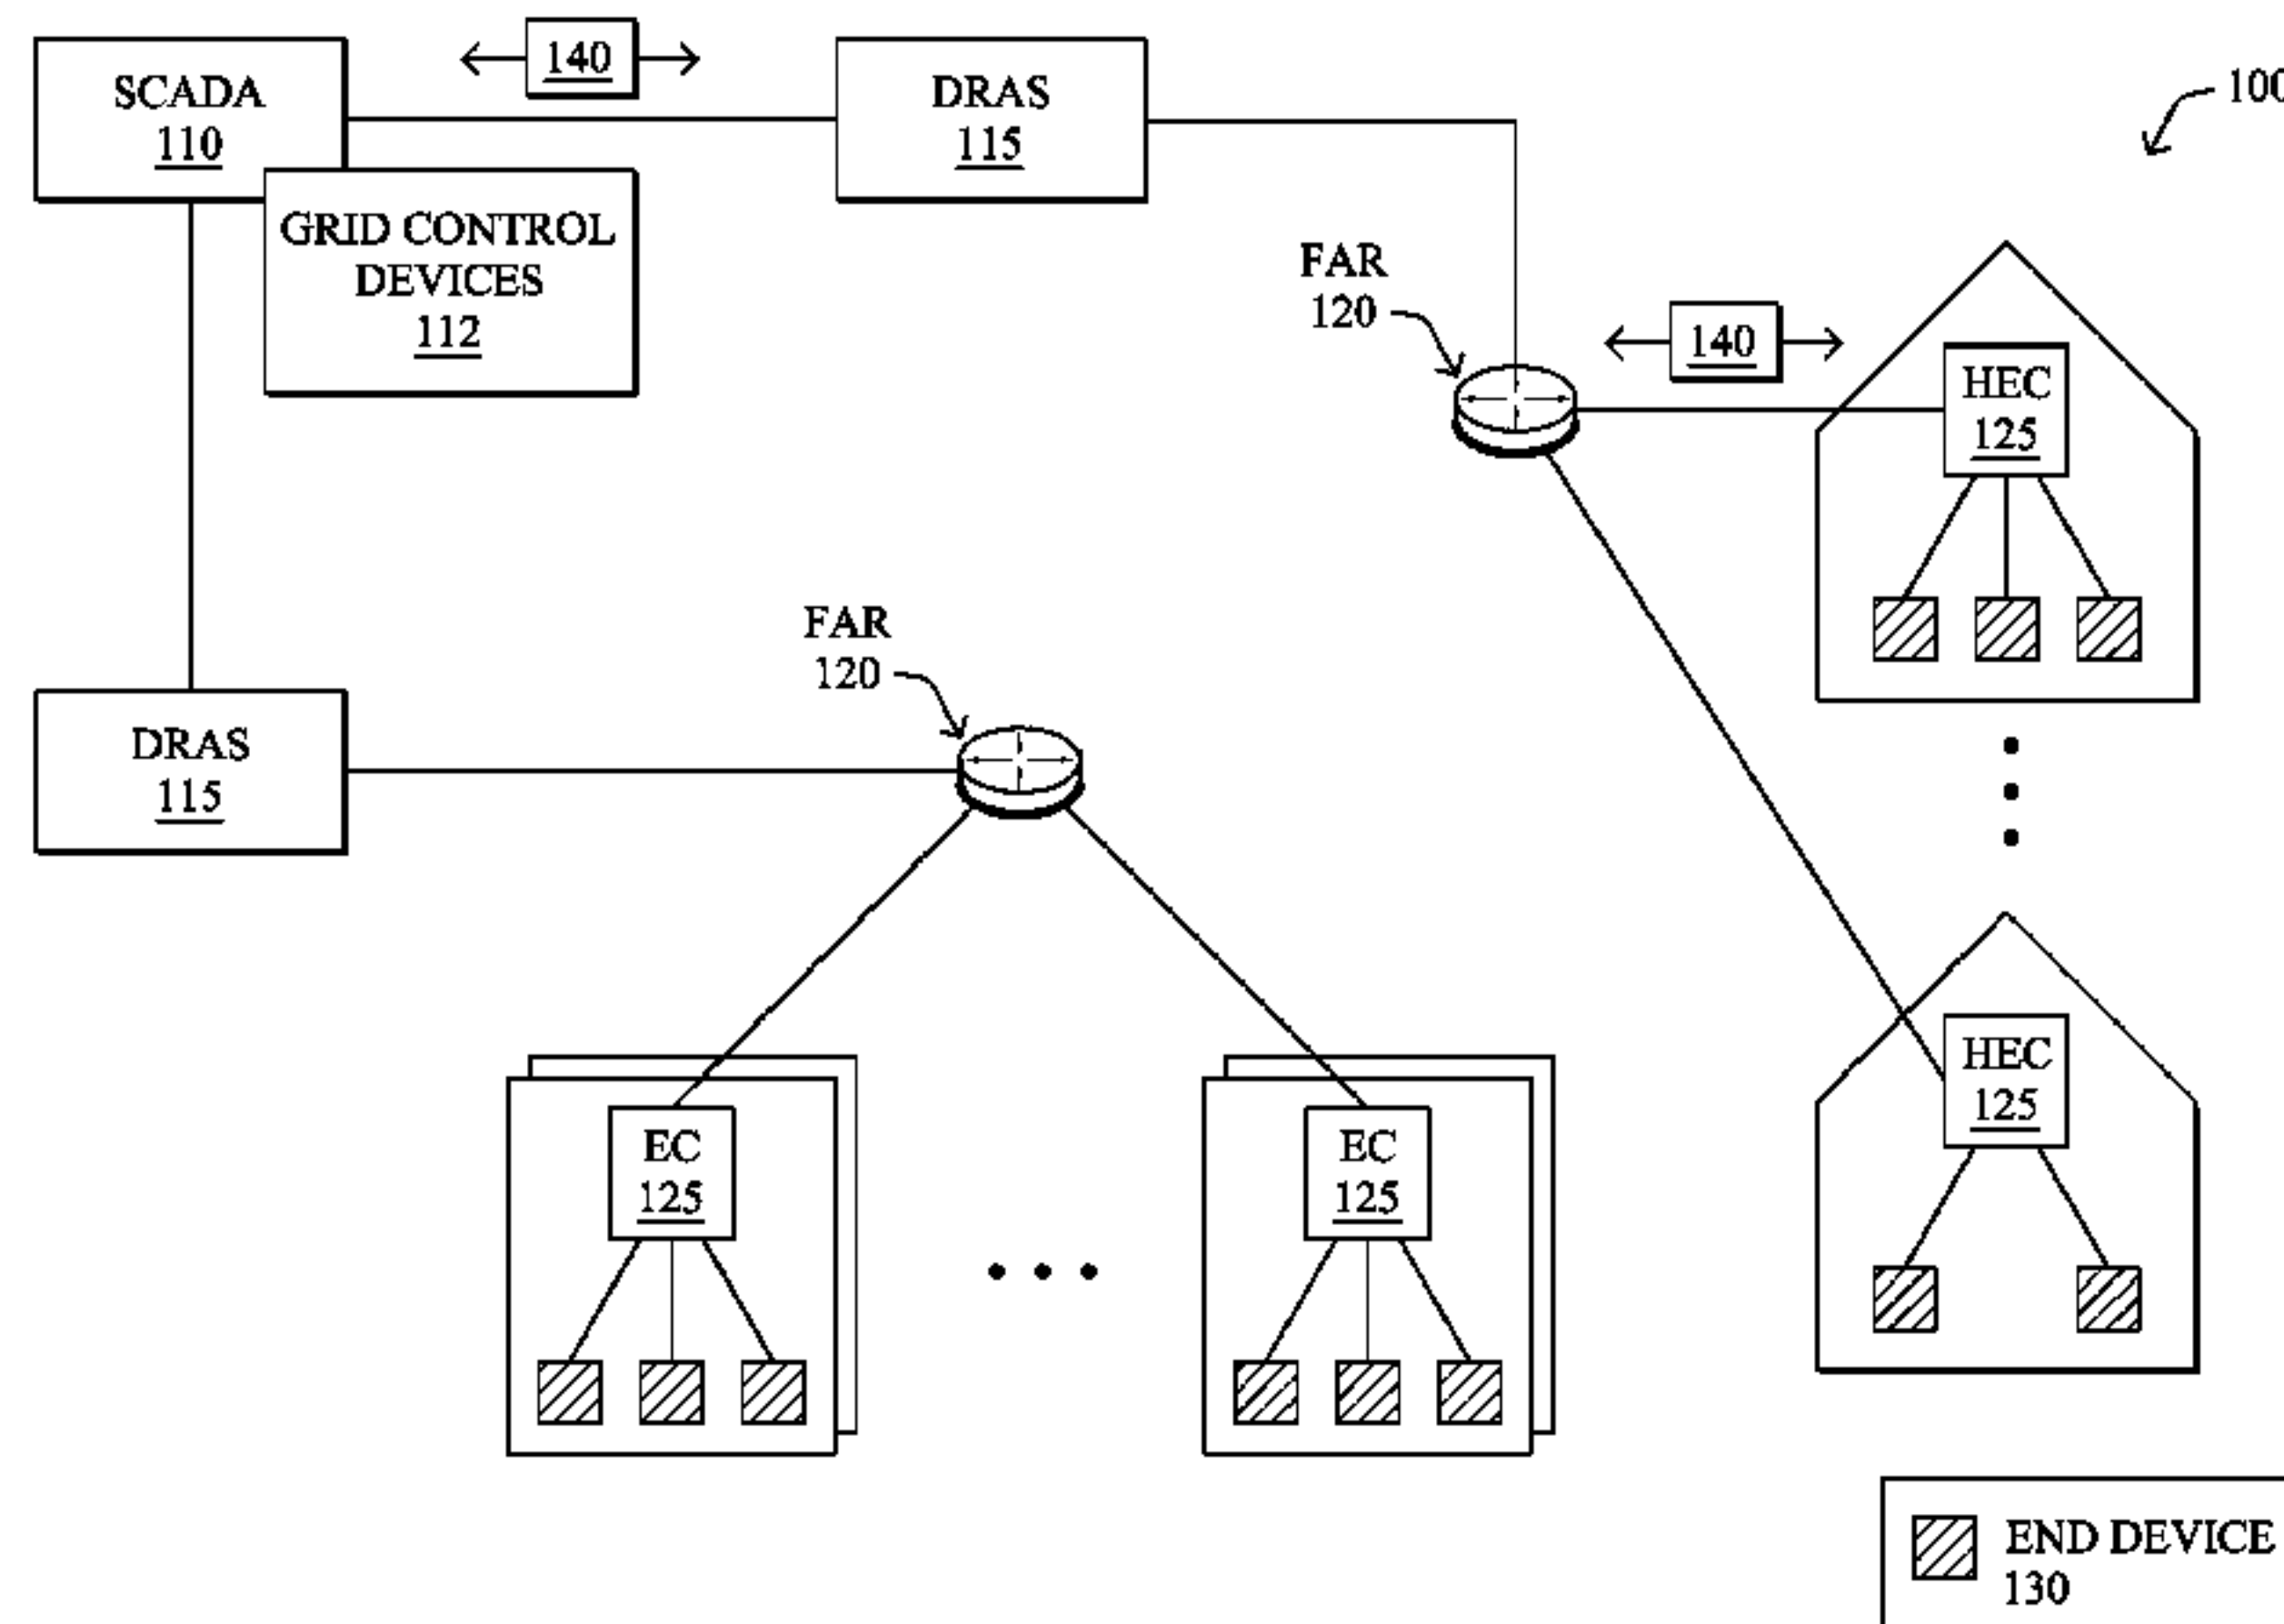 SCADA
110
140
DRAS
115
100
GRID CONTROL
DEVICES
112
FAR
120
140
HEC
125
FAR
120
DRAS
115
HEC
125
EC
125
EC
125
END DEVICE
130